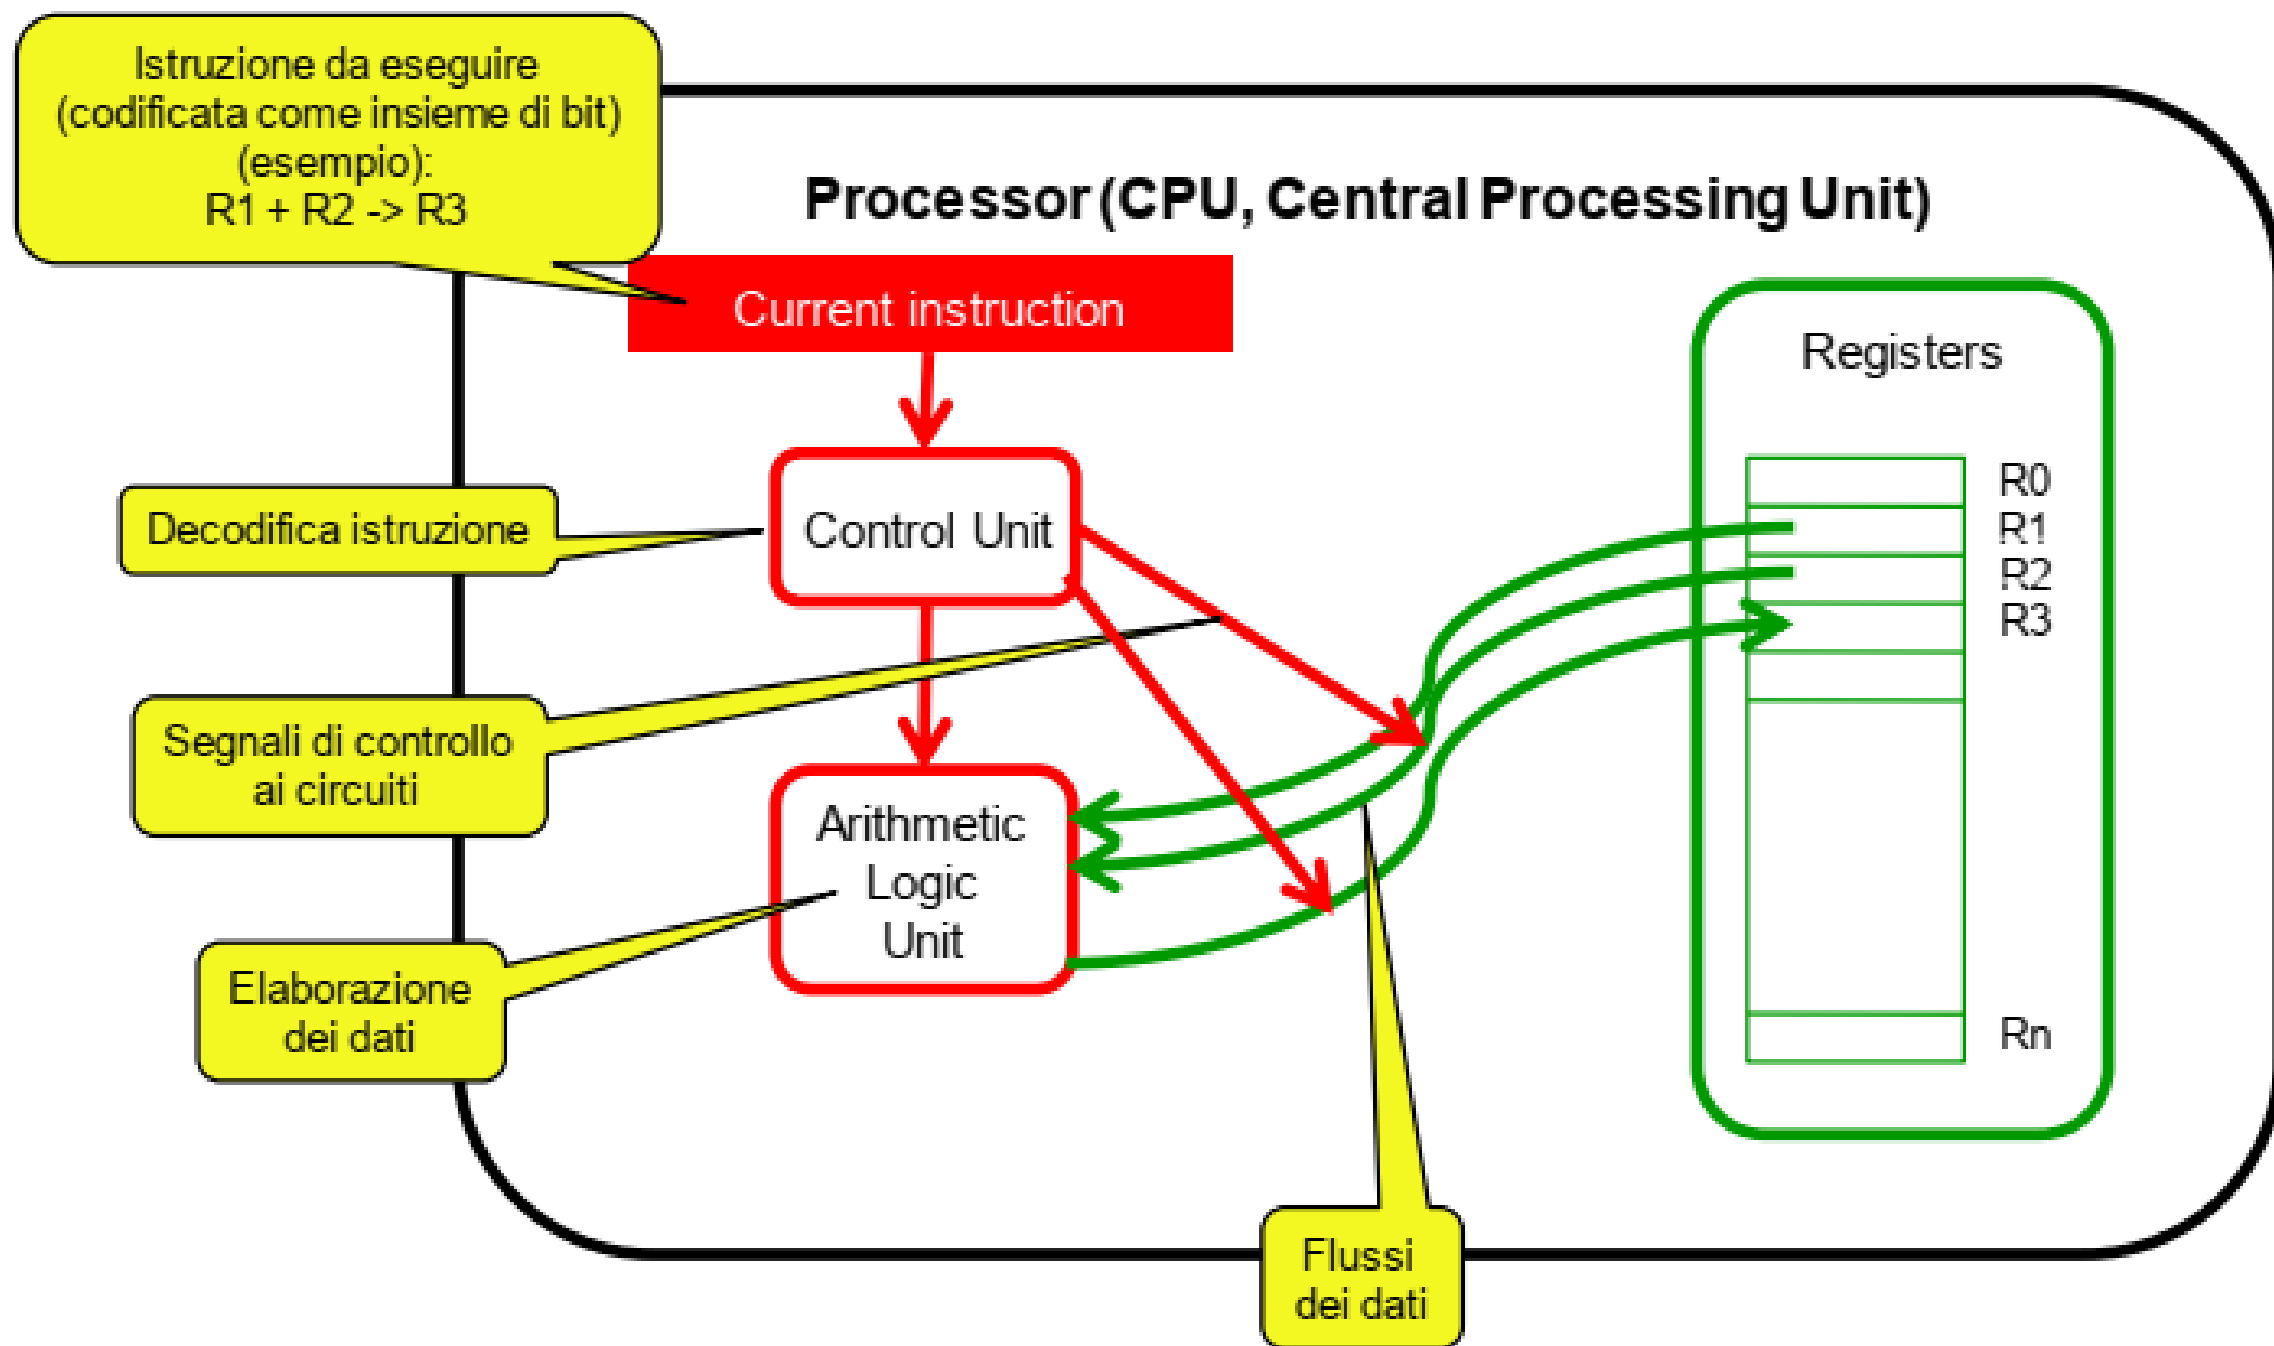 Istruzione da eseguire
(codificata come insieme di bit)
(esempio):
R1 + R2 -> R3
Processor (CPU, Central Processing Unit)
Current instruction
Registers
R0
R1
R2
R3
Rn
Decodifica istruzione
Control Unit
Segnali di controllo
ai circuiti
Arithmetic
Logic
Unit
Elaborazione
dei dati
Flussi
dei dati